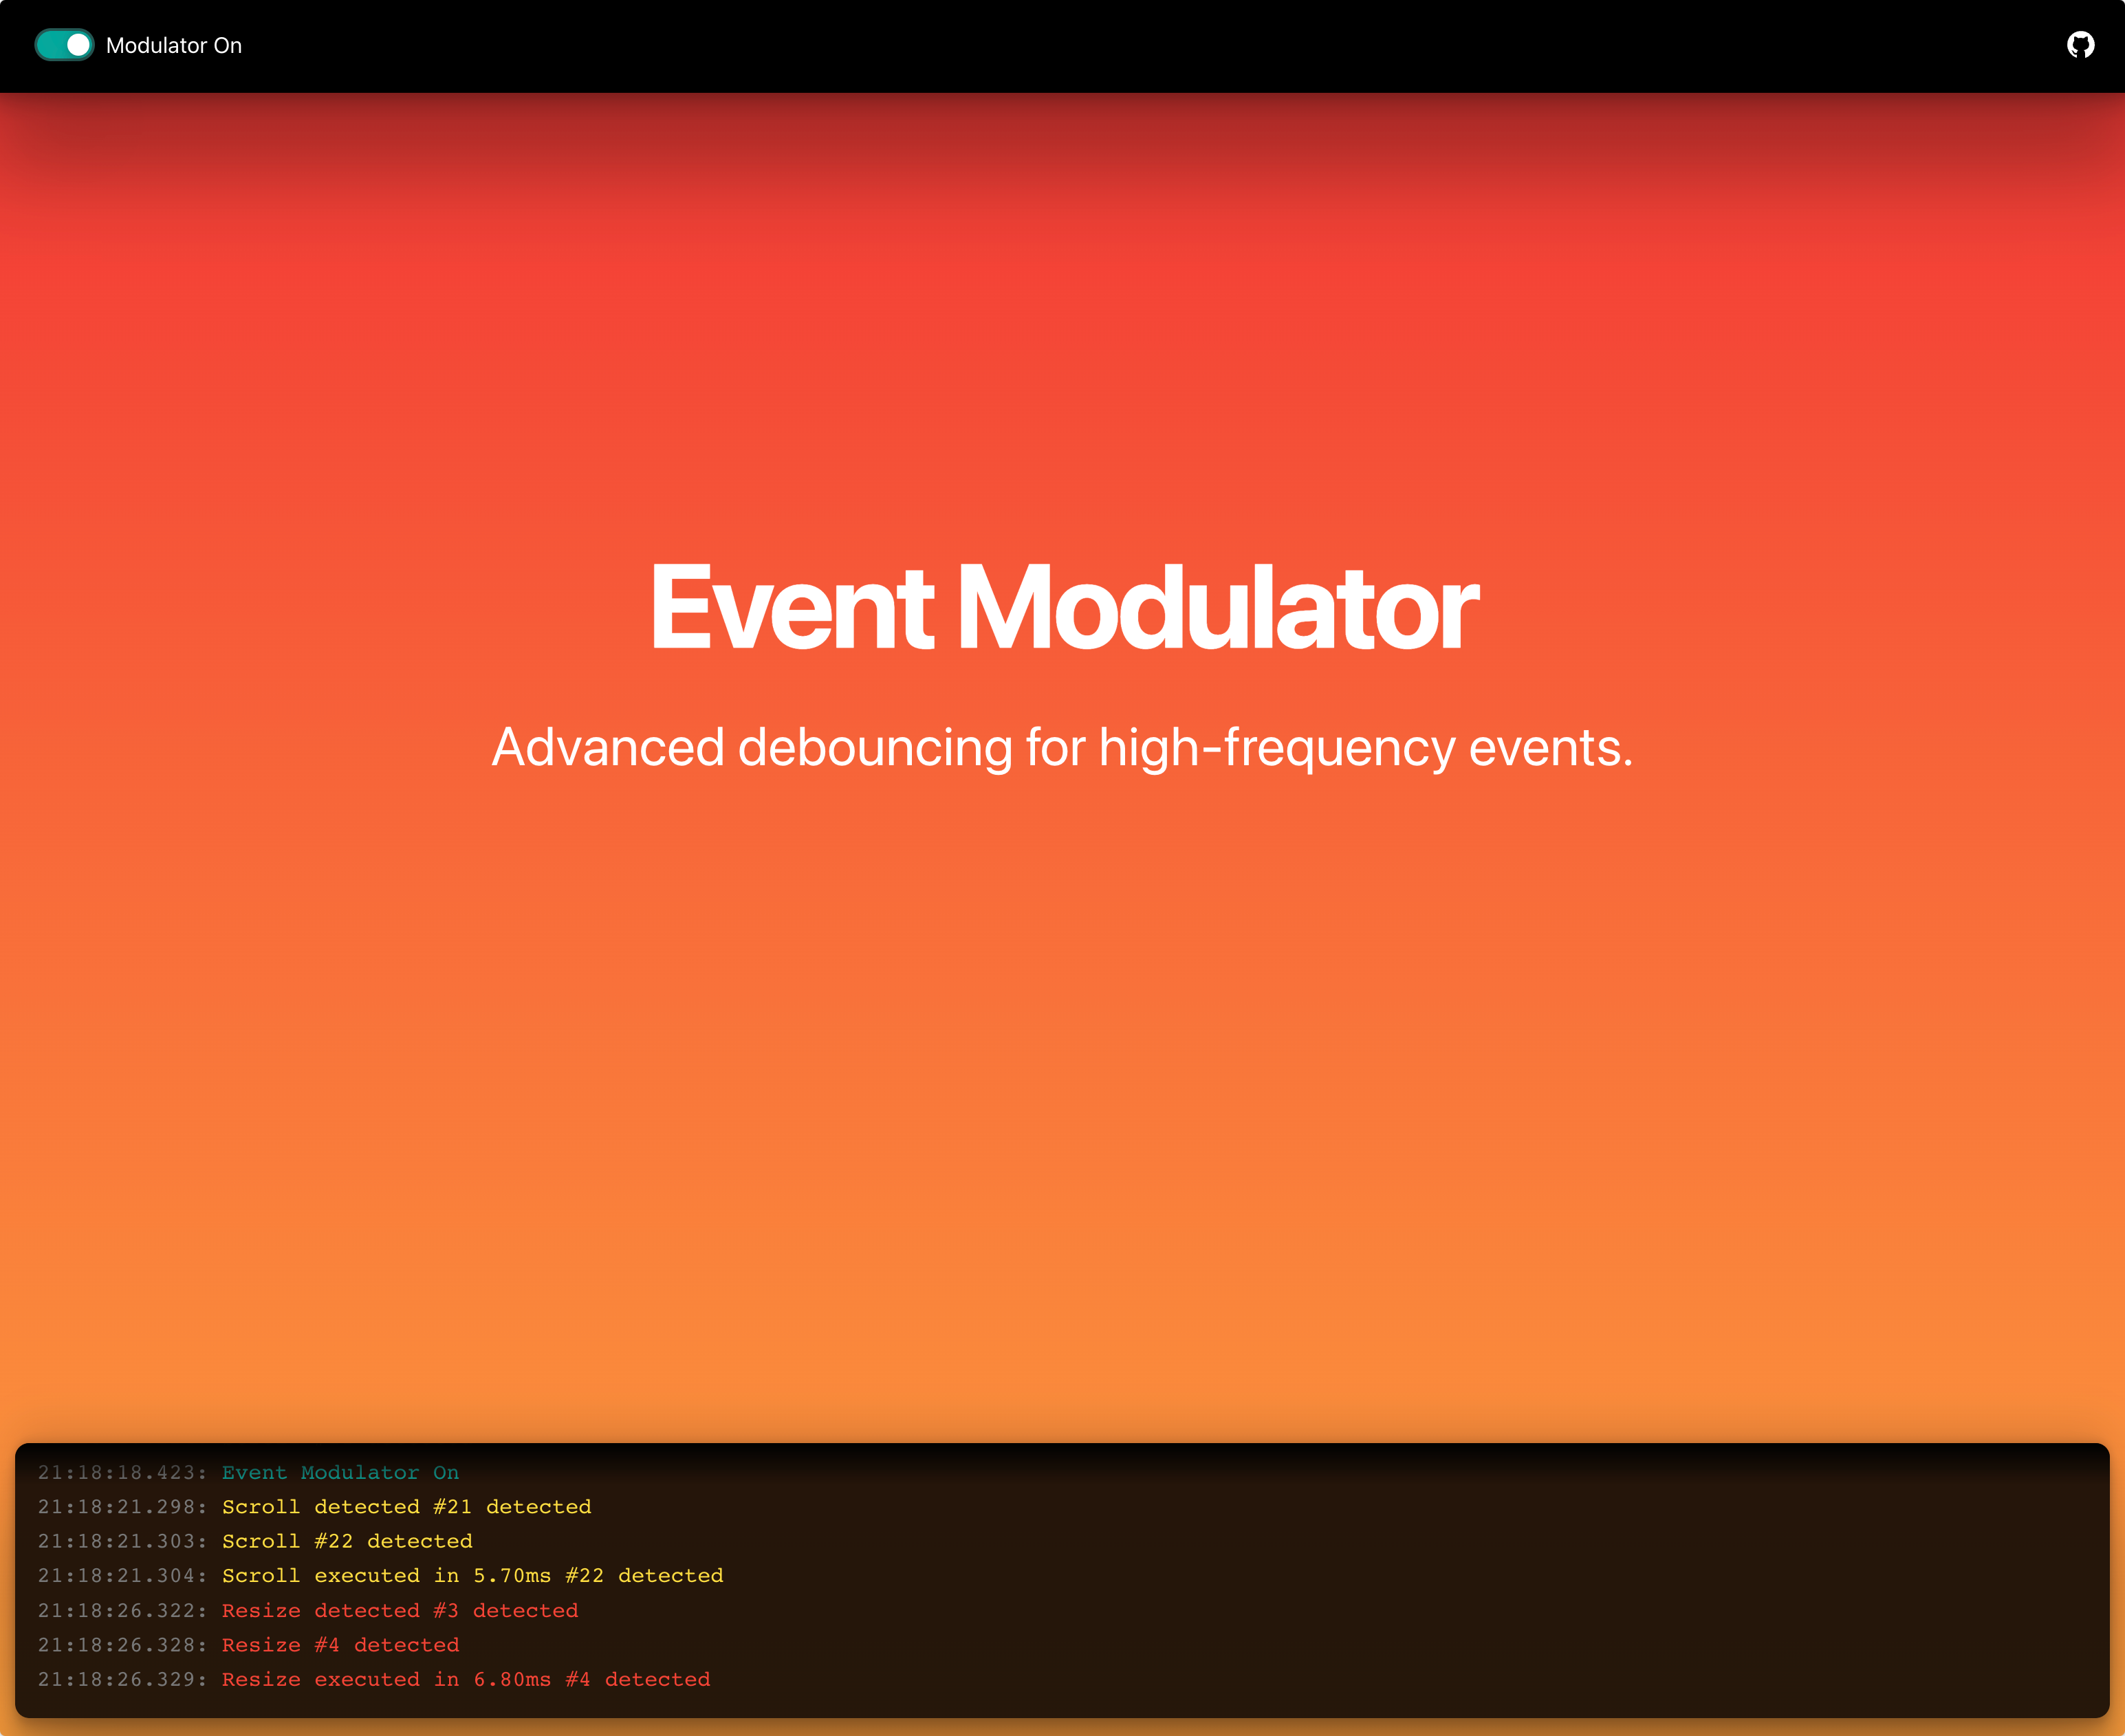 Modulator On
Event Modulator
Advanced debouncing for high-frequency events.
21:18:18.423: Event Modulator On
21:18:21.298: Scroll detected #21 detected
21:18:21.303: Scroll #22 detected
21:18:21.304: Scroll executed in 5.70ms #22 detected
21:18:26.322: Resize detected #3 detected
21:18:26.328: Resize #4 detected
21:18:26.329: Resize executed in 6.80ms #4 detected